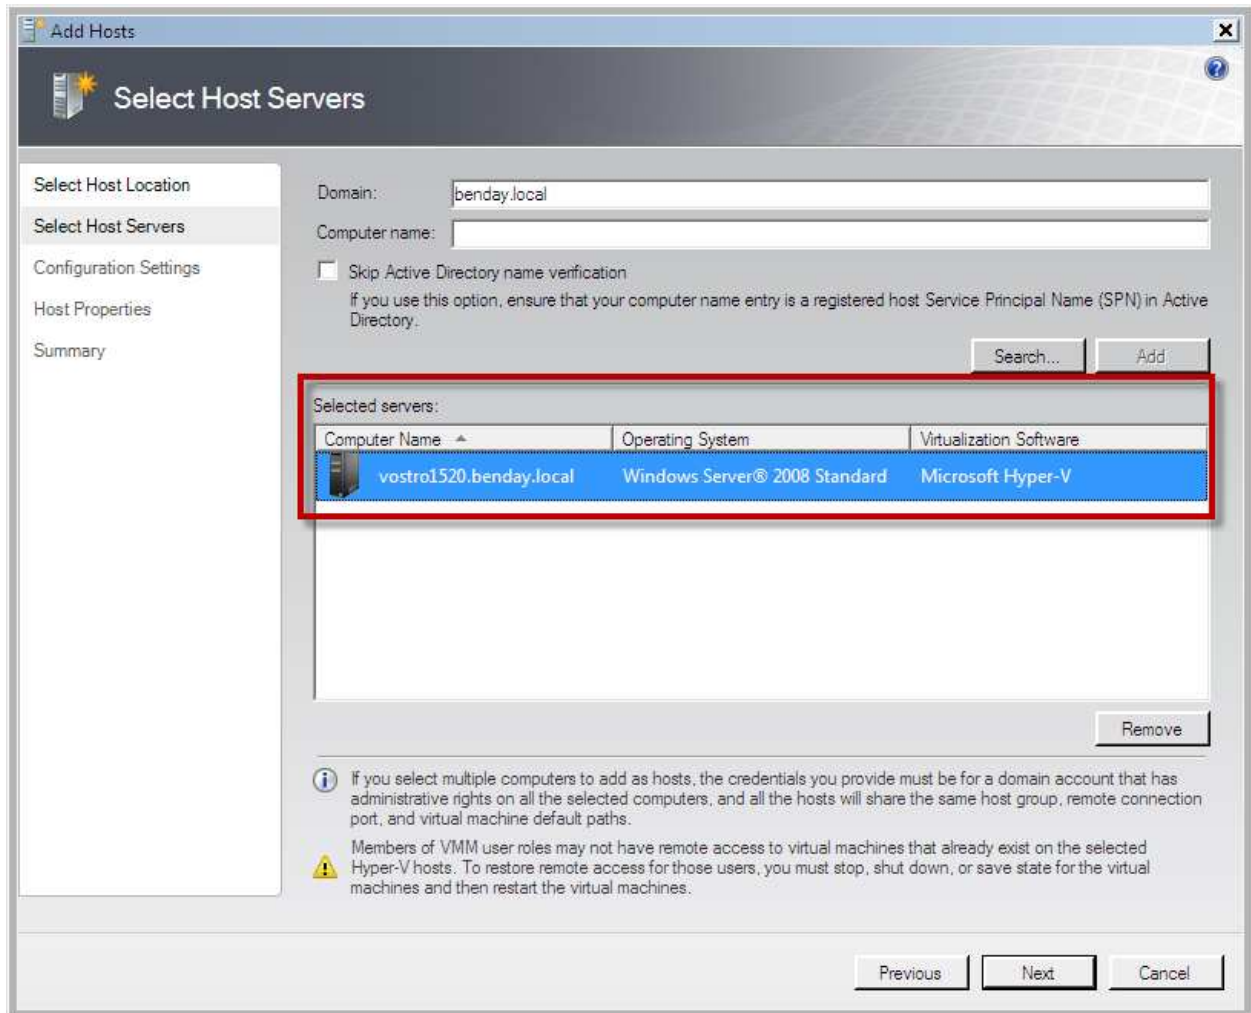 Add Hosts
Select Host Servers
Select Host Location
Select Host Servers
Configuration Settings
Host Properties
Summary
Domain: benday.local
Computer name:
Skip Active Directory name verification
If you use this option, ensure that your computer name entry is a registered host Service Principal Name (SPN) in Active
Directory.
Search... Add
Selected servers:
Computer Name Operating System Virtualization Software
vostro1520.benday.local Windows Server® 2008 Standard Microsoft Hyper-V
Remove
If you select multiple computers to add as hosts, the credentials you provide must be for a domain account that has
administrative rights on all the selected computers, and all the hosts will share the same host group, remote connection
port, and virtual machine default paths.
Members of VMM user roles may not have remote access to virtual machines that already exist on the selected
Hyper-V hosts. To restore remote access for those users, you must stop, shut down, or save state for the virtual
machines and then restart the virtual machines.
Previous Next Cancel